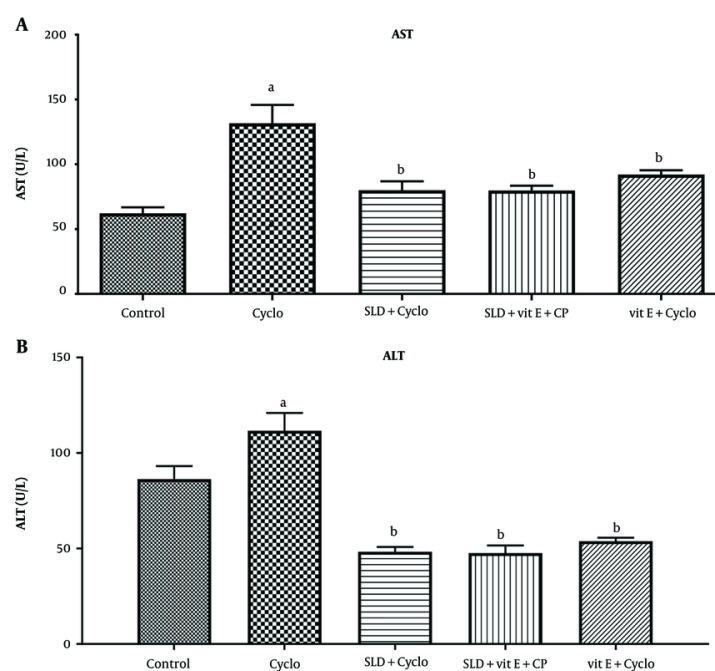 A
AST
200
150
100
50
0
AST (U/L)
a
b
b
b
Control
Cyclo
SLD + Cyclo
SLD + vit E + CP
vit E + Cyclo
B
ALT
150
100
50
0
ALT (U/L)
a
b
b
b
Control
Cyclo
SLD + Cyclo
SLD + vit E + CP
vit E + Cyclo